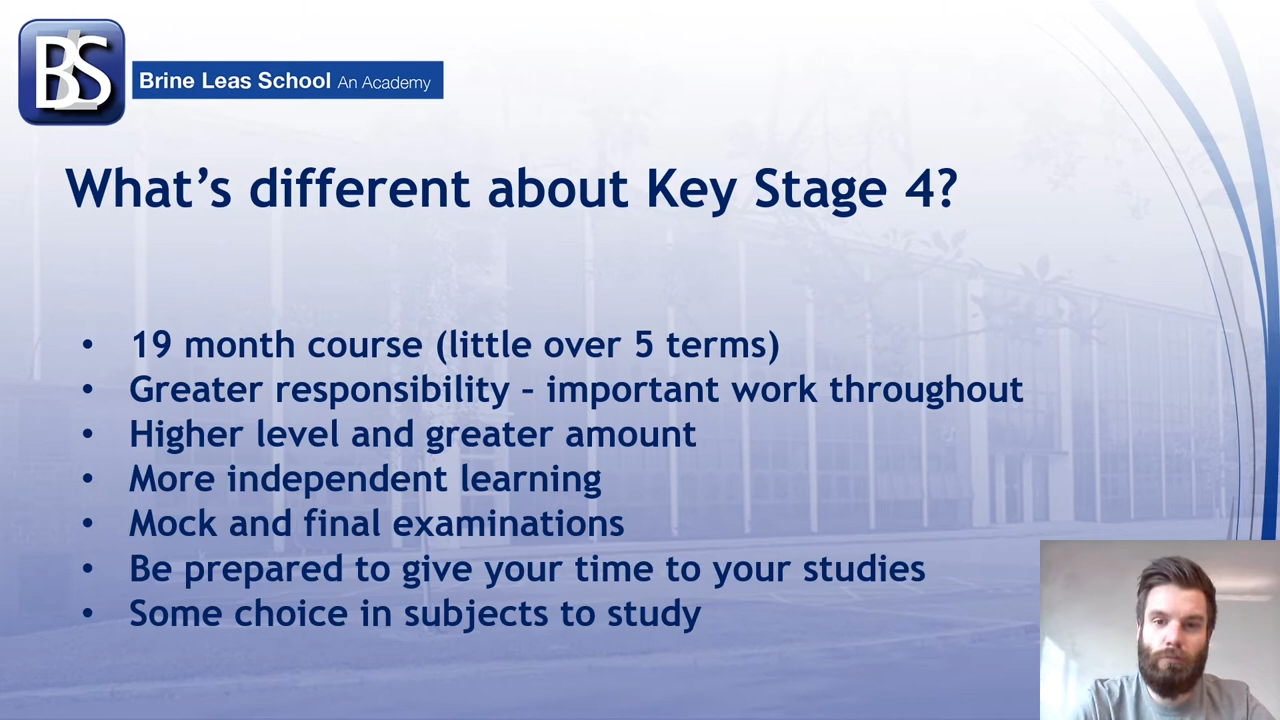 BLS
Brine Leas School An Academy
What's different about Key Stage 4?
• 19 month course (little over 5 terms)
• Greater responsibility – important work throughout
• Higher level and greater amount
• More independent learning
• Mock and final examinations
• Be prepared to give your time to your studies
• Some choice in subjects to study